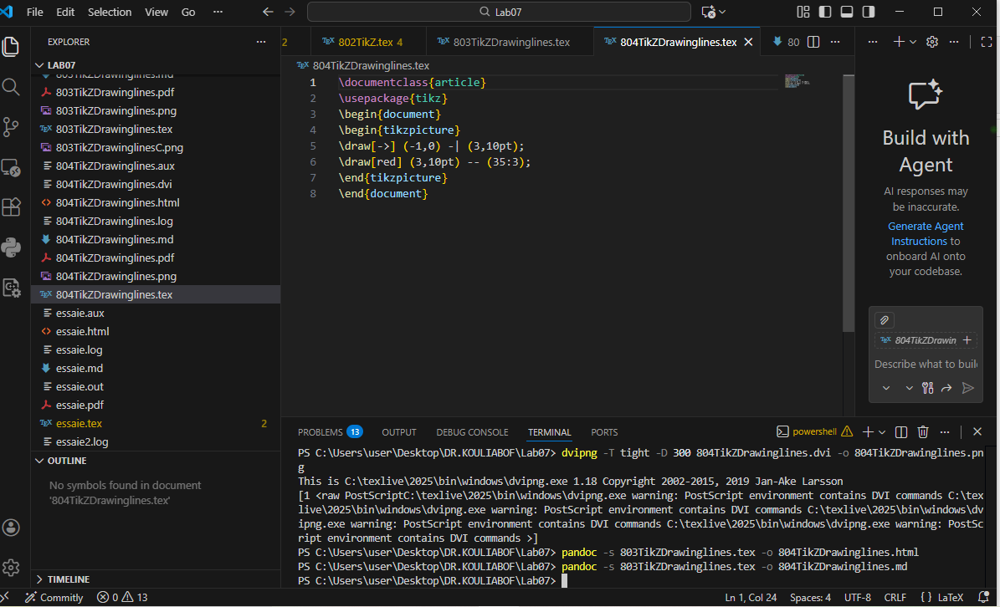 File Edit Selection View Go ··· Lab07
EXPLORER ···
LAB07
803TikZDrawinglines.md
803TikZDrawinglines.pdf
803TikZDrawinglines.png
803TikZDrawinglines.tex
803TikZDrawinglinesC.png
804TikZDrawinglines.aux
804TikZDrawinglines.dvi
804TikZDrawinglines.html
804TikZDrawinglines.log
804TikZDrawinglines.md
804TikZDrawinglines.pdf
804TikZDrawinglines.png
804TikZDrawinglines.tex
essaie.aux
essaie.html
essaie.log
essaie.md
essaie.out
essaie.pdf
essaie.tex 2
essaie2.log
OUTLINE
No symbols found in document
'804TikZDrawinglines.tex'
TIMELINE
2 802TikZ.tex 4 803TikZDrawinglines.tex 804TikZDrawinglines.tex 80 ···
804TikZDrawinglines.tex
1 \documentclass{article}
2 \usepackage{tikz}
3 \begin{document}
4 \begin{tikzpicture}
5 \draw[->] (-1,0) -| (3,10pt);
6 \draw[red] (3,10pt) -- (35:3);
7 \end{tikzpicture}
8 \end{document}
Build with
Agent
AI responses may
be inaccurate.
Generate Agent
Instructions to
onboard AI onto
your codebase.
804TikZDrawin
Describe what to buil
PROBLEMS 13 OUTPUT DEBUG CONSOLE TERMINAL PORTS powershell
PS C:\Users\user\Desktop\DR.KOULIABOF\Lab07> dvipng -T tight -D 300 804TikZDrawinglines.dvi -o 804TikZDrawinglines.pn
g
This is C:\texlive\2025\bin\windows\dvipng.exe 1.18 Copyright 2002-2015, 2019 Jan-Ake Larsson
[1 <raw PostScriptC:\texlive\2025\bin\windows\dvipng.exe warning: PostScript environment contains DVI commands C:\tex
live\2025\bin\windows\dvipng.exe warning: PostScript environment contains DVI commands C:\texlive\2025\bin\windows\dv
ipng.exe warning: PostScript environment contains DVI commands C:\texlive\2025\bin\windows\dvipng.exe warning: PostSc
ript environment contains DVI commands >]
PS C:\Users\user\Desktop\DR.KOULIABOF\Lab07> pandoc -s 803TikZDrawinglines.tex -o 804TikZDrawinglines.html
PS C:\Users\user\Desktop\DR.KOULIABOF\Lab07> pandoc -s 803TikZDrawinglines.tex -o 804TikZDrawinglines.md
PS C:\Users\user\Desktop\DR.KOULIABOF\Lab07>
Commitly 0 13 Ln 1, Col 24 Spaces: 4 UTF-8 CRLF { } LaTeX